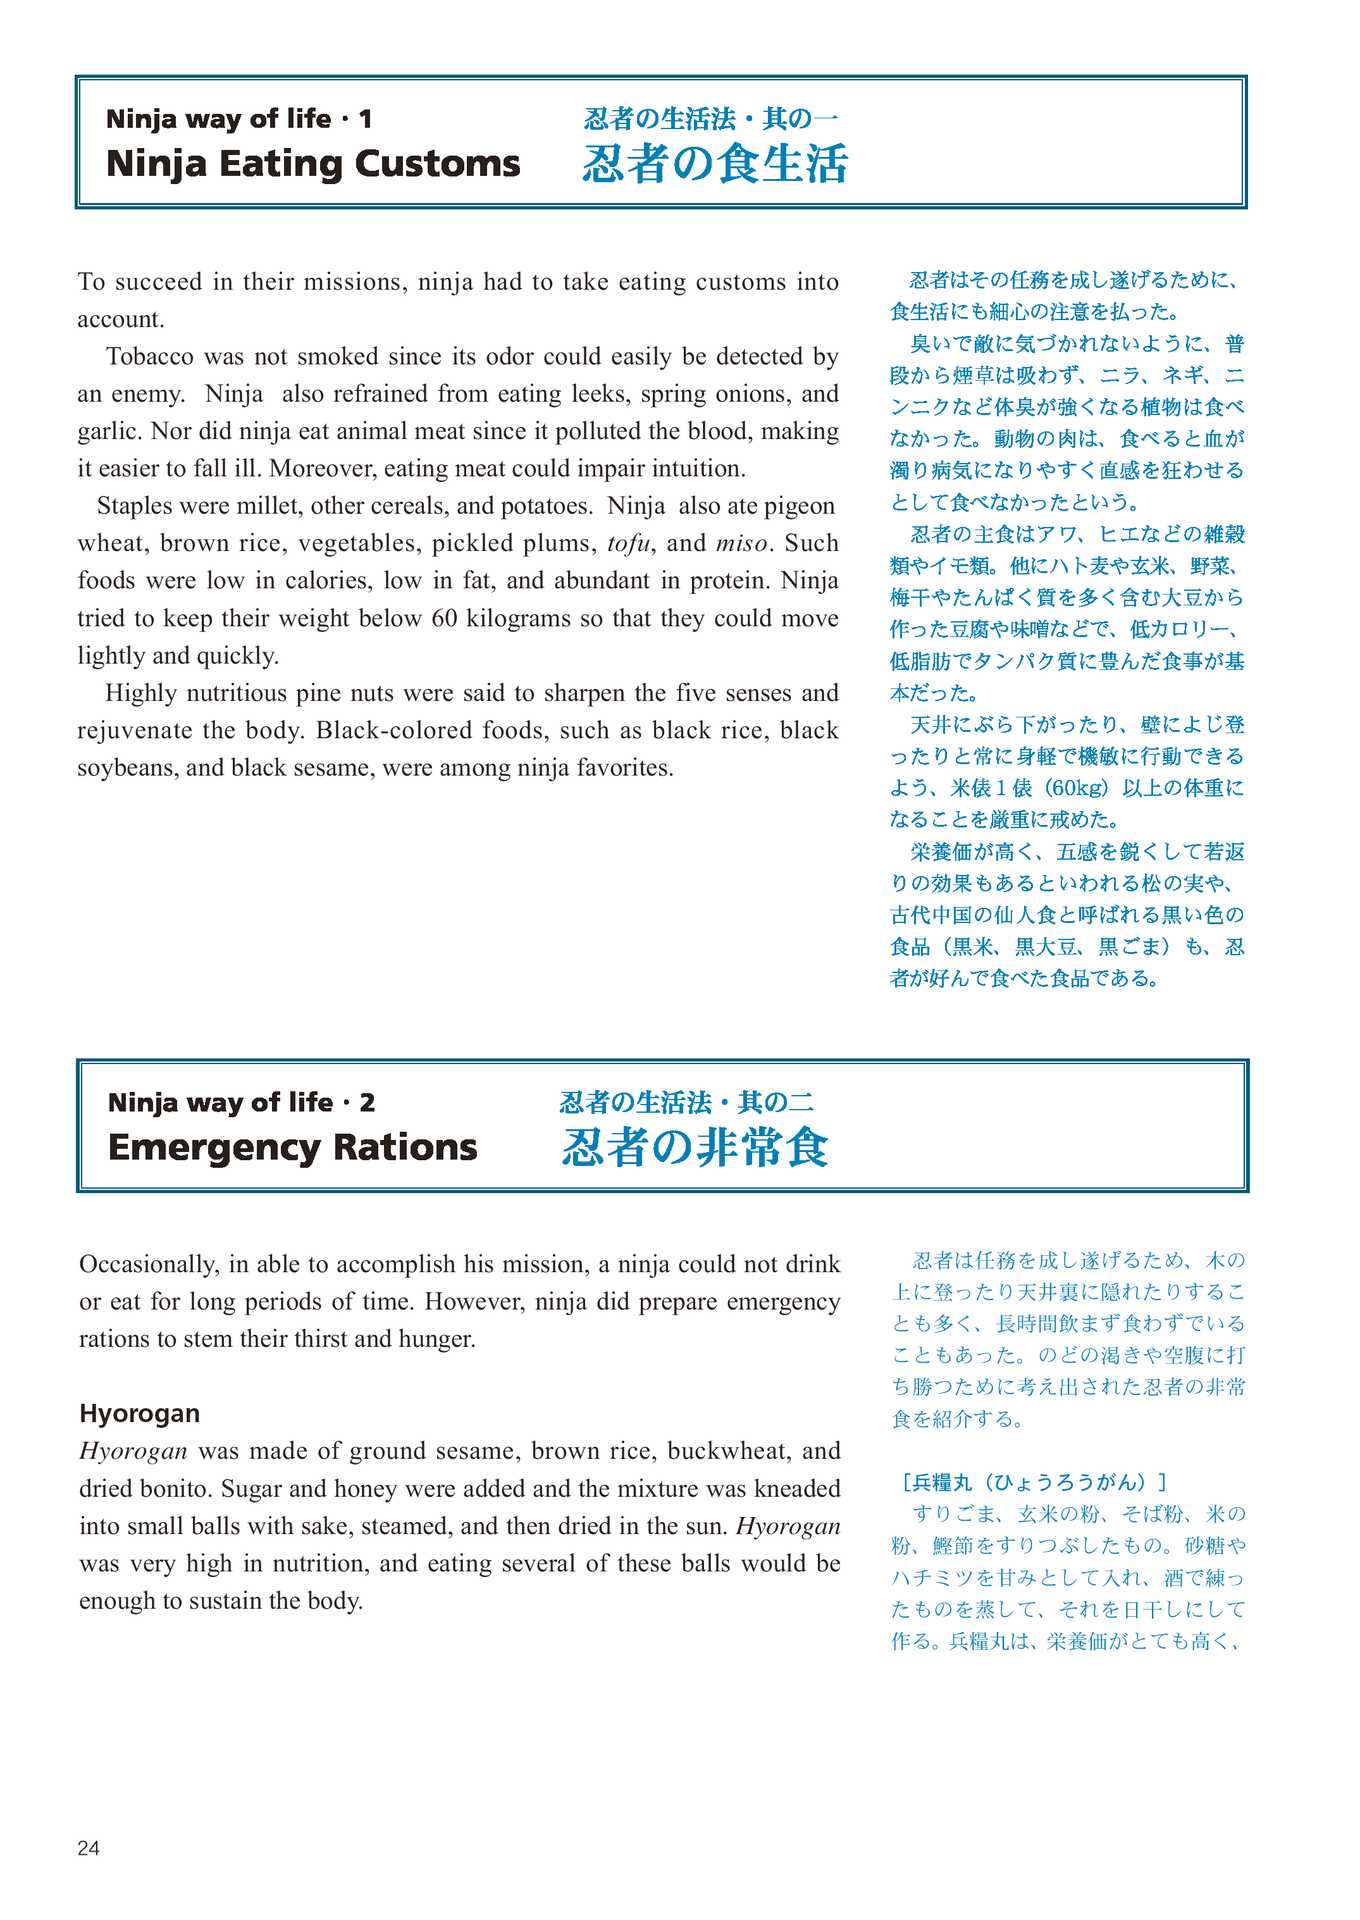 Ninja way of life・1
Ninja Eating Customs
忍者の生活法・其の一
忍者の食生活
To succeed in their missions, ninja had to take eating customs into
account.
Tobacco was not smoked since its odor could easily be detected by
an enemy. Ninja also refrained from eating leeks, spring onions, and
garlic. Nor did ninja eat animal meat since it polluted the blood, making
it easier to fall ill. Moreover, eating meat could impair intuition.
Staples were millet, other cereals, and potatoes. Ninja also ate pigeon
wheat, brown rice, vegetables, pickled plums, tofu, and miso. Such
foods were low in calories, low in fat, and abundant in protein. Ninja
tried to keep their weight below 60 kilograms so that they could move
lightly and quickly.
Highly nutritious pine nuts were said to sharpen the five senses and
rejuvenate the body. Black-colored foods, such as black rice, black
soybeans, and black sesame, were among ninja favorites.
忍者はその任務を成し遂げるために、
食生活にも細心の注意を払った。
臭いで敵に気づかれないように、普
段から煙草は吸わず、ニラ、ネギ、ニ
ンニクなど体臭が強くなる植物は食べ
なかった。動物の肉は、食べると血が
濁り病気になりやすく直感を狂わせる
として食べなかったという。
忍者の主食はアワ、ヒエなどの雑穀
類やイモ類。他にハト麦や玄米、野菜、
梅干やたんぱく質を多く含む大豆から
作った豆腐や味噌などで、低カロリー、
低脂肪でタンパク質に豊んだ食事が基
本だった。
天井にぶら下がったり、壁によじ登
ったりと常に身軽で機敏に行動できる
よう、米俵１俵（60kg）以上の体重に
なることを厳重に戒めた。
栄養価が高く、五感を鋭くして若返
りの効果もあるといわれる松の実や、
古代中国の仙人食と呼ばれる黒い色の
食品（黒米、黒大豆、黒ごま）も、忍
者が好んで食べた食品である。
Ninja way of life・2
Emergency Rations
忍者の生活法・其の二
忍者の非常食
Occasionally, in able to accomplish his mission, a ninja could not drink
or eat for long periods of time. However, ninja did prepare emergency
rations to stem their thirst and hunger.
Hyorogan
Hyorogan was made of ground sesame, brown rice, buckwheat, and
dried bonito. Sugar and honey were added and the mixture was kneaded
into small balls with sake, steamed, and then dried in the sun. Hyorogan
was very high in nutrition, and eating several of these balls would be
enough to sustain the body.
忍者は任務を成し遂げるため、木の
上に登ったり天井裏に隠れたりするこ
とも多く、長時間飲まず食わずでいる
こともあった。のどの渇きや空腹に打
ち勝つために考え出された忍者の非常
食を紹介する。
［兵糧丸（ひょうろうがん）］
すりごま、玄米の粉、そば粉、米の
粉、鰹節をすりつぶしたもの。砂糖や
ハチミツを甘みとして入れ、酒で練っ
たものを蒸して、それを日干しにして
作る。兵糧丸は、栄養価がとても高く、
24